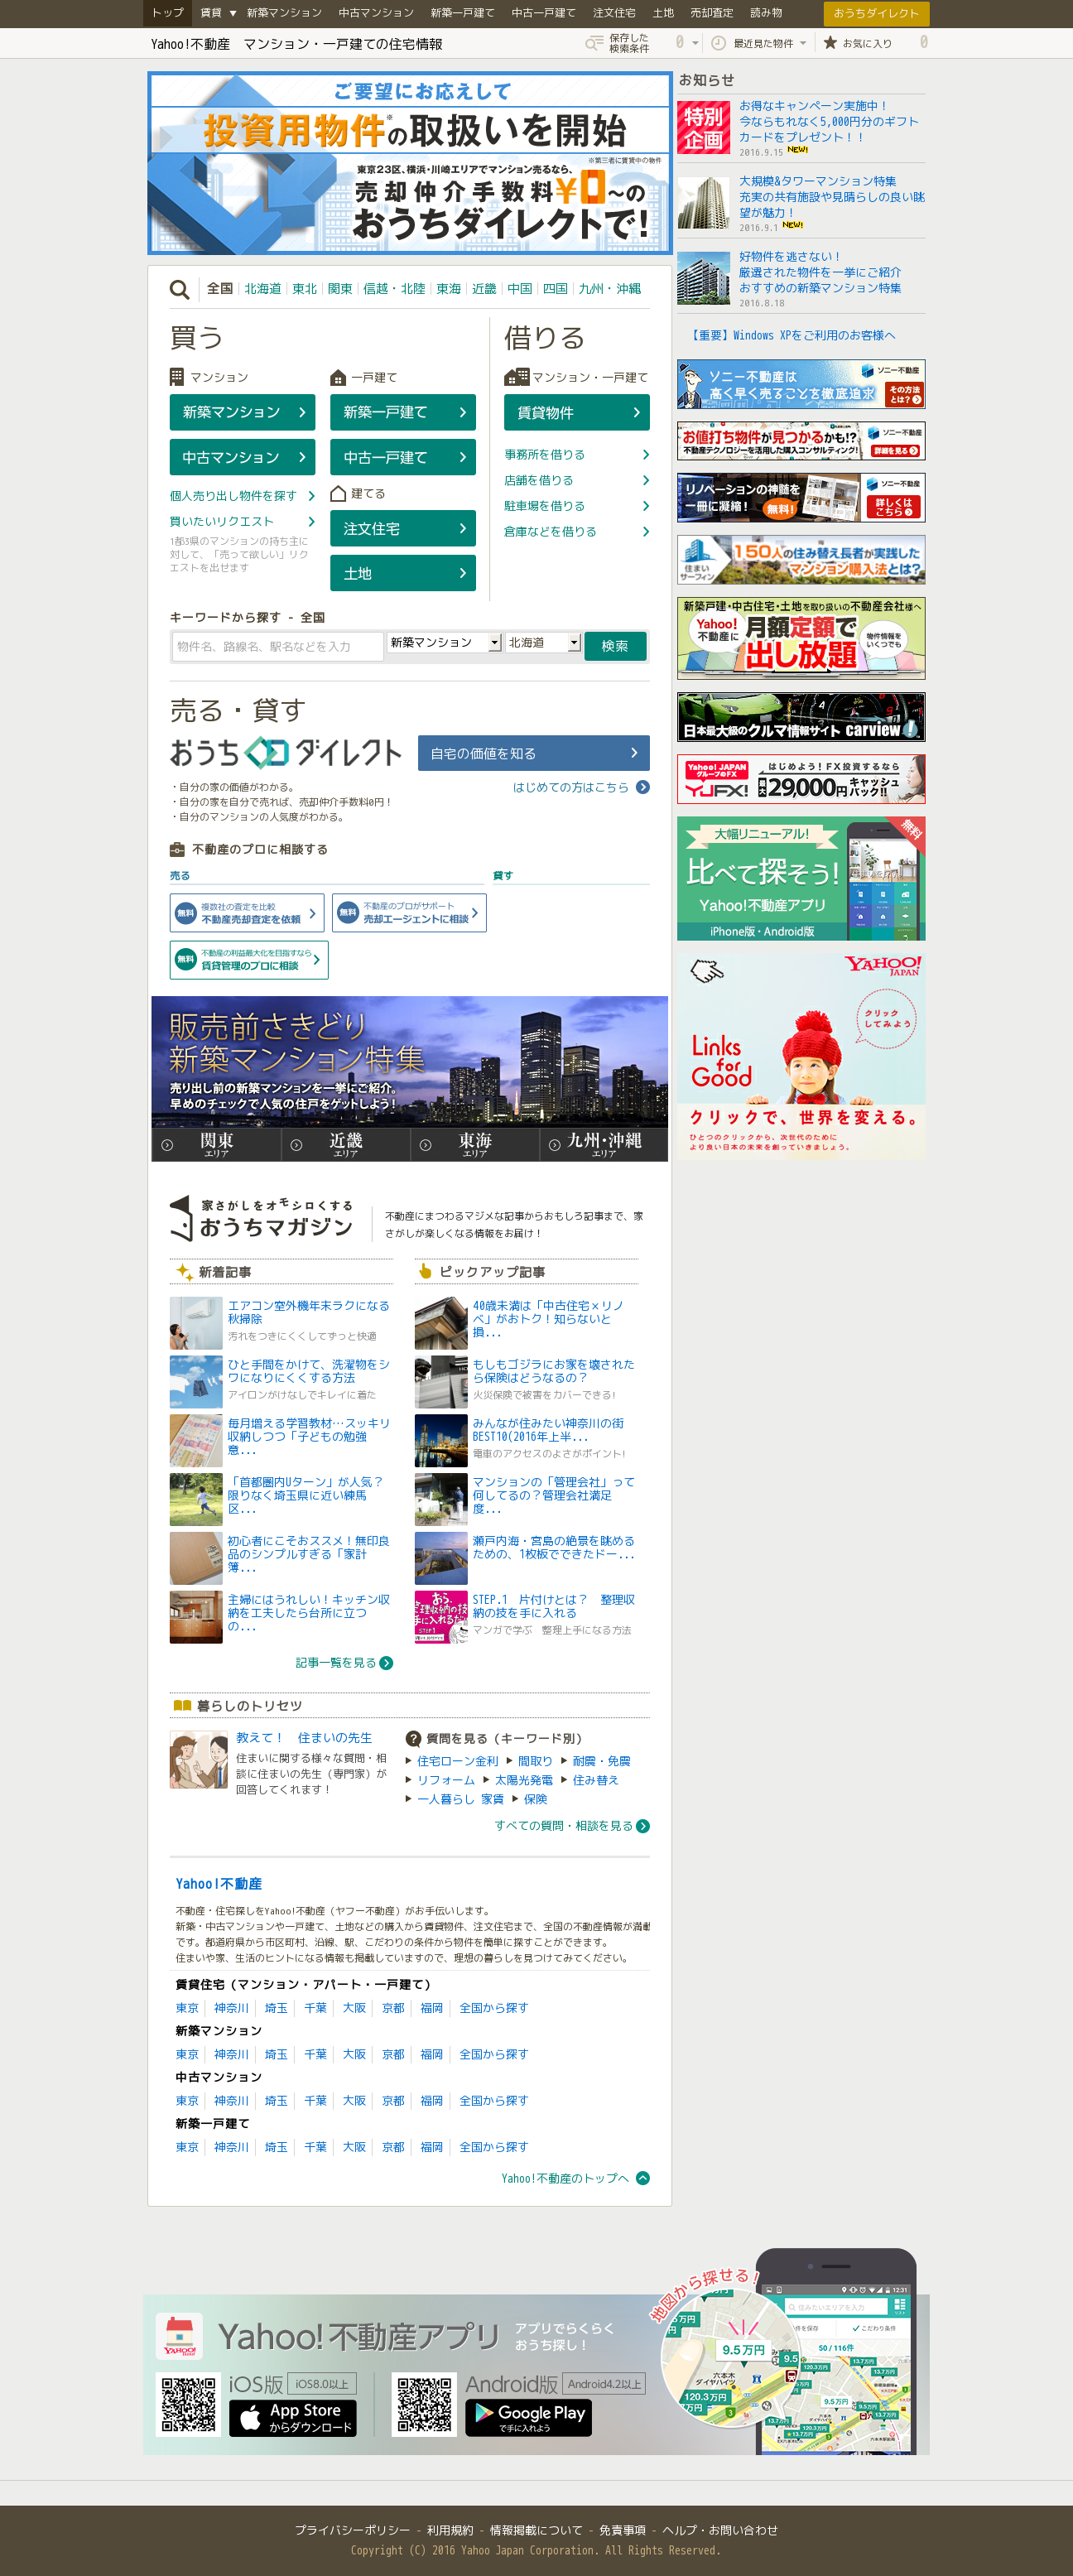 トップ 賃貸 ▼ 新築マンション 中古マンション 新築一戸建て 中古一戸建て 注文住宅 土地 売却査定 読み物 おうちダイレクト
Yahoo!不動産 マンション・一戸建ての住宅情報
保存した検索条件 0 最近見た物件 お気に入り 0
ご要望にお応えして
投資用物件※の取扱いを開始
※第三者に賃貸中の物件
東京23区、横浜・川崎エリアでマンション売るなら、
売却仲介手数料¥0~の
おうちダイレクトで!
全国 北海道 東北 関東 信越・北陸 東海 近畿 中国 四国 九州・沖縄
買う
マンション
新築マンション
中古マンション
個人売り出し物件を探す
買いたいリクエスト
1都3県のマンションの持ち主に
対して、「売って欲しい」リク
エストを出せます
一戸建て
新築一戸建て
中古一戸建て
建てる
注文住宅
土地
借りる
マンション・一戸建て
賃貸物件
事務所を借りる
店舗を借りる
駐車場を借りる
倉庫などを借りる
キーワードから探す - 全国
物件名、路線名、駅名などを入力 新築マンション 北海道 検索
売る・貸す
おうちダイレクト
自宅の価値を知る
はじめての方はこちら
・自分の家の価値がわかる。
・自分の家を自分で売れば、売却仲介手数料0円！
・自分のマンションの人気度がわかる。
不動産のプロに相談する
売る
貸す
無料 複数社の査定を比較
不動産売却査定を依頼
無料 不動産のプロがサポート
売却エージェントに相談
無料 不動産の利益最大化を目指すなら
賃貸管理のプロに相談
販売前さきどり
新築マンション特集
売り出し前の新築マンションを一挙にご紹介。
早めのチェックで人気の住戸をゲットしよう！
関東エリア 近畿エリア 東海エリア 九州・沖縄エリア
家さがしをオモシロくする
おうちマガジン
不動産にまつわるマジメな記事からおもしろ記事まで、家
さがしが楽しくなる情報をお届け！
新着記事
エアコン室外機年末ラクになる
秋掃除
汚れをつきにくくしてずっと快適
ひと手間をかけて、洗濯物をシ
ワになりにくくする方法
アイロンがけなしでキレイに着た
毎月増える学習教材…スッキリ
収納しつつ「子どもの勉強
意...
「首都圏内Uターン」が人気？
限りなく埼玉県に近い練馬
区...
初心者にこそおススメ！無印良
品のシンプルすぎる「家計
簿...
主婦にはうれしい！キッチン収
納を工夫したら台所に立つ
の...
記事一覧を見る
ピックアップ記事
40歳未満は「中古住宅×リノ
ベ」がおトク！知らないと
損...
もしもゴジラにお家を壊された
ら保険はどうなるの？
火災保険で被害をカバーできる!
みんなが住みたい神奈川の街
BEST10(2016年上半...
電車のアクセスのよさがポイント!
マンションの「管理会社」って
何してるの？管理会社満足
度...
瀬戸内海・宮島の絶景を眺める
ための、1枚板でできたドー...
STEP.1 片付けとは？ 整理収
納の技を手に入れる
マンガで学ぶ 整理上手になる方法
暮らしのトリセツ
教えて！ 住まいの先生
住まいに関する様々な質問・相
談に住まいの先生（専門家）が
回答してくれます！
質問を見る（キーワード別）
住宅ローン金利 間取り 耐震・免震
リフォーム 太陽光発電 住み替え
一人暮らし 家賃 保険
すべての質問・相談を見る
Yahoo!不動産
不動産・住宅探しをYahoo!不動産（ヤフー不動産）がお手伝いします。
新築・中古マンションや一戸建て、土地などの購入から賃貸物件、注文住宅まで、全国の不動産情報が満載
です。都道府県から市区町村、沿線、駅、こだわりの条件から物件を簡単に探すことができます。
住まいや家、生活のヒントになる情報も掲載していますので、理想の暮らしを見つけてみてください。
賃貸住宅（マンション・アパート・一戸建て）
東京 神奈川 埼玉 千葉 大阪 京都 福岡 全国から探す
新築マンション
東京 神奈川 埼玉 千葉 大阪 京都 福岡 全国から探す
中古マンション
東京 神奈川 埼玉 千葉 大阪 京都 福岡 全国から探す
新築一戸建て
東京 神奈川 埼玉 千葉 大阪 京都 福岡 全国から探す
Yahoo!不動産のトップへ
お知らせ
特別企画
お得なキャンペーン実施中！
今ならもれなく5,000円分のギフト
カードをプレゼント！！
2016.9.15 NEW!
大規模&タワーマンション特集
充実の共有施設や見晴らしの良い眺
望が魅力！
2016.9.1 NEW!
好物件を逃さない！
厳選された物件を一挙にご紹介
おすすめの新築マンション特集
2016.8.18
【重要】Windows XPをご利用のお客様へ
ソニー不動産は
高く早く売ることを徹底追求
ソニー不動産
その方法とは？
お値打ち物件が見つかるかも!?
不動産テクノロジーを活用した購入コンサルティング！
ソニー不動産
詳細を見る
リノベーションの神髄を
一冊に凝縮！ 無料！
ソニー不動産
詳しくはこちら
住まいサーフィン
150人の住み替え長者が実践した
マンション購入法とは？
新築戸建・中古住宅・土地を取り扱いの不動産会社様へ
Yahoo!不動産に
月額定額で
出し放題
物件情報をいくつでも
日本最大級のクルマ情報サイト carview!
Yahoo! JAPANグループのFX
YJFX!
はじめよう！FX投資するなら
最大29,000円キャッシュバック!!
無料
大幅リニューアル！
比べて探そう！
Yahoo!不動産アプリ
iPhone版・Android版
YAHOO! JAPAN
クリックしてみよう
Links for Good
クリックで、世界を変える。
ひとつのクリックから、次世代のために
より良い日本の未来を創っていきましょう。
Yahoo!不動産アプリ
アプリでらくらく
おうち探し！
iOS版 iOS8.0以上
App Store
からダウンロード
Android版 Android4.2以上
Google Play
で手に入れよう
地図から探せる！
9.5万円
六本木
ダイヤハイツ
120.3万円
12:31
住みたいエリアを入力
リスト
こだわり条件
50 / 116件
プライバシーポリシー - 利用規約 - 情報掲載について - 免責事項 - ヘルプ・お問い合わせ
Copyright (C) 2016 Yahoo Japan Corporation. All Rights Reserved.